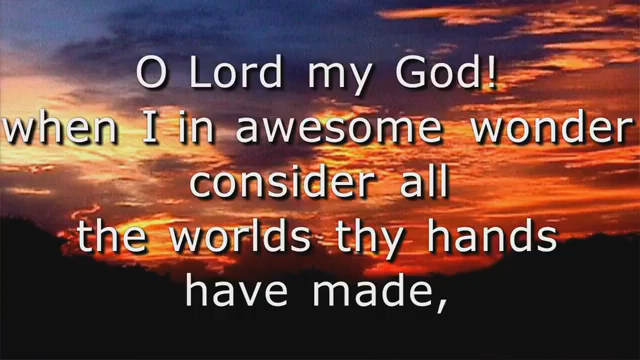 O Lord my God!
when I in awesome wonder
consider all
the worlds thy hands
have made,